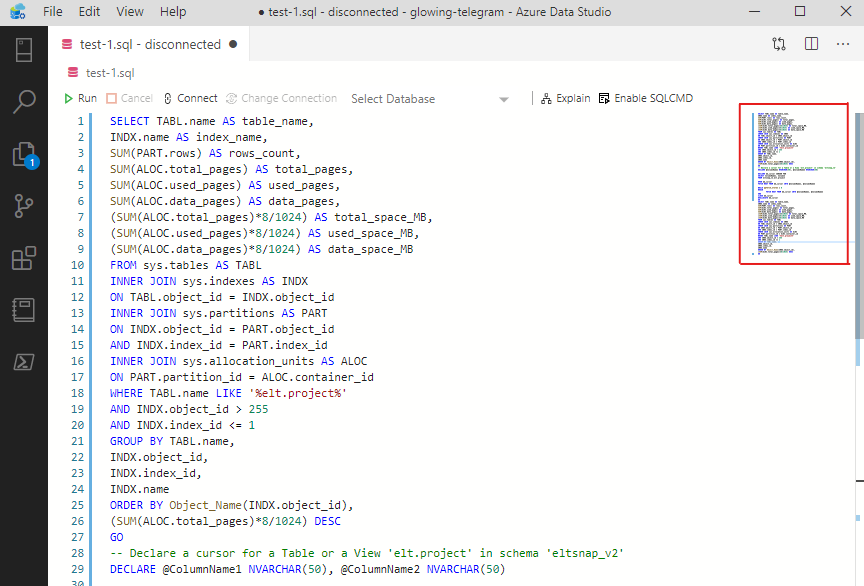 File Edit View Help ● test-1.sql - disconnected - glowing-telegram - Azure Data Studio
test-1.sql - disconnected ●
test-1.sql
Run Cancel Connect Change Connection Select Database Explain Enable SQLCMD
1
1 SELECT TABL.name AS table_name,
2 INDX.name AS index_name,
3 SUM(PART.rows) AS rows_count,
4 SUM(ALOC.total_pages) AS total_pages,
5 SUM(ALOC.used_pages) AS used_pages,
6 SUM(ALOC.data_pages) AS data_pages,
7 (SUM(ALOC.total_pages)*8/1024) AS total_space_MB,
8 (SUM(ALOC.used_pages)*8/1024) AS used_space_MB,
9 (SUM(ALOC.data_pages)*8/1024) AS data_space_MB
10 FROM sys.tables AS TABL
11 INNER JOIN sys.indexes AS INDX
12 ON TABL.object_id = INDX.object_id
13 INNER JOIN sys.partitions AS PART
14 ON INDX.object_id = PART.object_id
15 AND INDX.index_id = PART.index_id
16 INNER JOIN sys.allocation_units AS ALOC
17 ON PART.partition_id = ALOC.container_id
18 WHERE TABL.name LIKE '%elt.project%'
19 AND INDX.object_id > 255
20 AND INDX.index_id <= 1
21 GROUP BY TABL.name,
22 INDX.object_id,
23 INDX.index_id,
24 INDX.name
25 ORDER BY Object_Name(INDX.object_id),
26 (SUM(ALOC.total_pages)*8/1024) DESC
27 GO
28 -- Declare a cursor for a Table or a View 'elt.project' in schema 'eltsnap_v2'
29 DECLARE @ColumnName1 NVARCHAR(50), @ColumnName2 NVARCHAR(50)
30